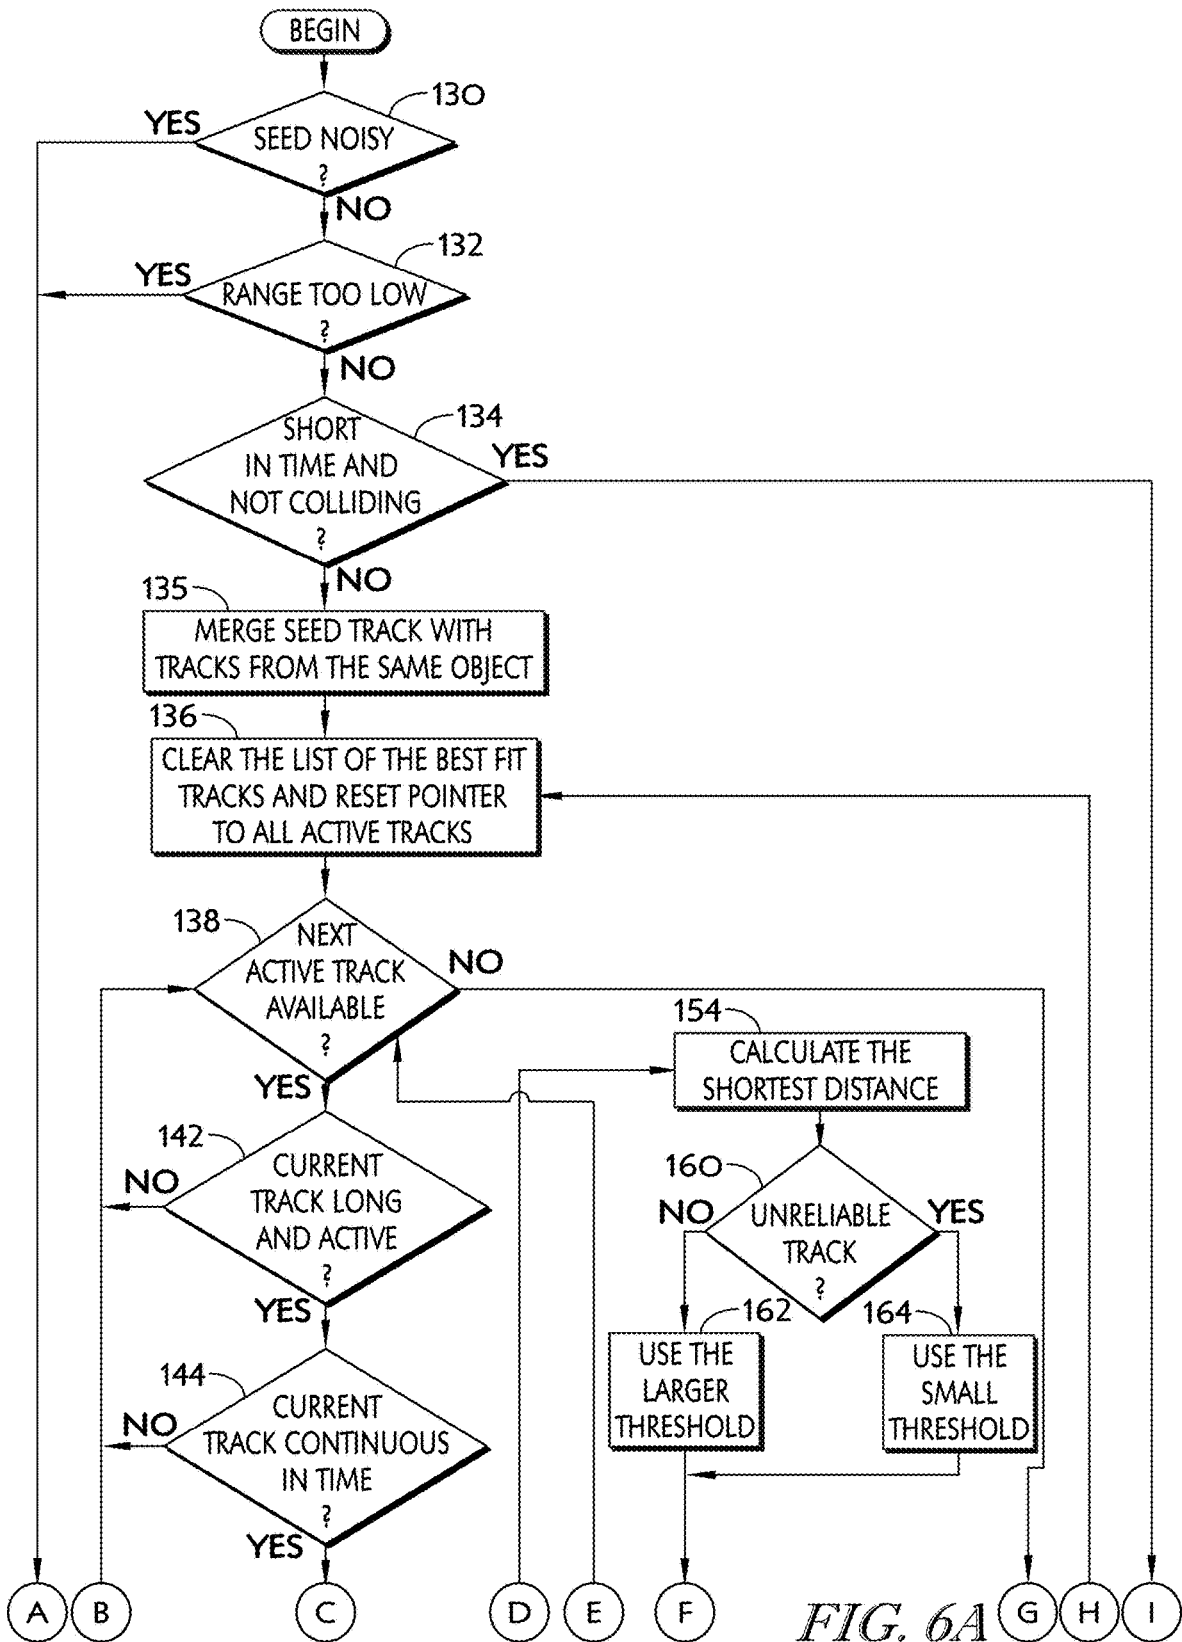 BEGIN
130
YES
SEED NOISY
?
NO
132
YES
RANGE TOO LOW
?
NO
134
SHORT
IN TIME AND
NOT COLLIDING
?
YES
NO
135
MERGE SEED TRACK WITH
TRACKS FROM THE SAME OBJECT
136
CLEAR THE LIST OF THE BEST FIT
TRACKS AND RESET POINTER
TO ALL ACTIVE TRACKS
138
NEXT
ACTIVE TRACK
AVAILABLE
?
NO
YES
142
CURRENT
TRACK LONG
AND ACTIVE
?
NO
YES
144
CURRENT
TRACK CONTINUOUS
IN TIME
?
NO
YES
154
CALCULATE THE
SHORTEST DISTANCE
160
UNRELIABLE
TRACK
?
NO
YES
162
USE THE
LARGER
THRESHOLD
164
USE THE
SMALL
THRESHOLD
A
B
C
D
E
F
FIG. 6A
G
H
I